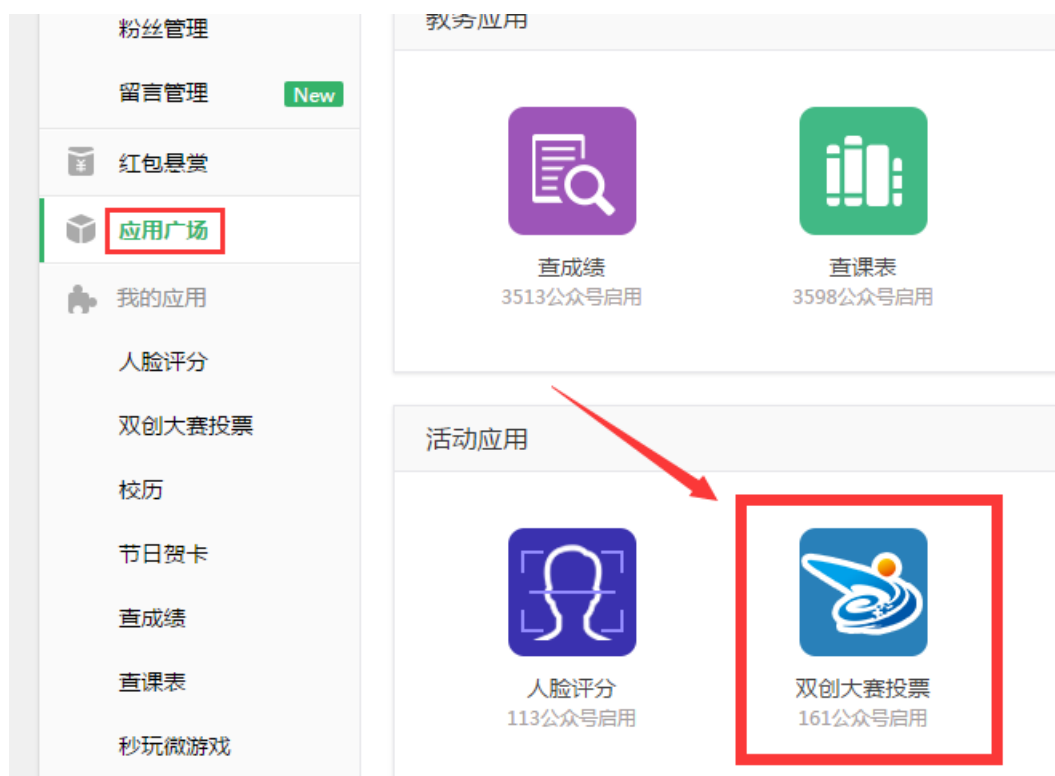 粉丝管理
留言管理
New
红包悬赏
应用广场
我的应用
人脸评分
双创大赛投票
校历
节日贺卡
查成绩
查课表
秒玩微游戏
教务应用
查成绩
3513公众号启用
查课表
3598公众号启用
活动应用
人脸评分
113公众号启用
双创大赛投票
161公众号启用